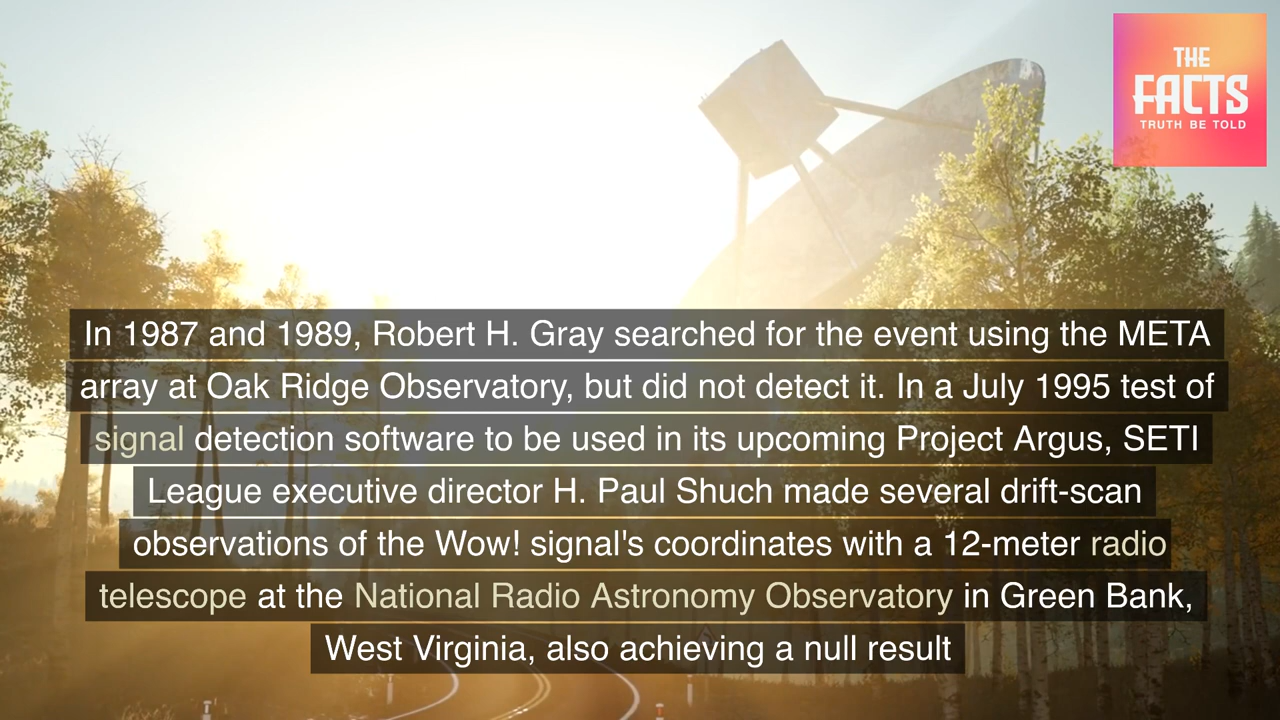 THE
FACTS
TRUTH BE TOLD
In 1987 and 1989, Robert H. Gray searched for the event using the META
array at Oak Ridge Observatory, but did not detect it. In a July 1995 test of
signal detection software to be used in its upcoming Project Argus, SETI
League executive director H. Paul Shuch made several drift-scan
observations of the Wow! signal's coordinates with a 12-meter radio
telescope at the National Radio Astronomy Observatory in Green Bank,
West Virginia, also achieving a null result